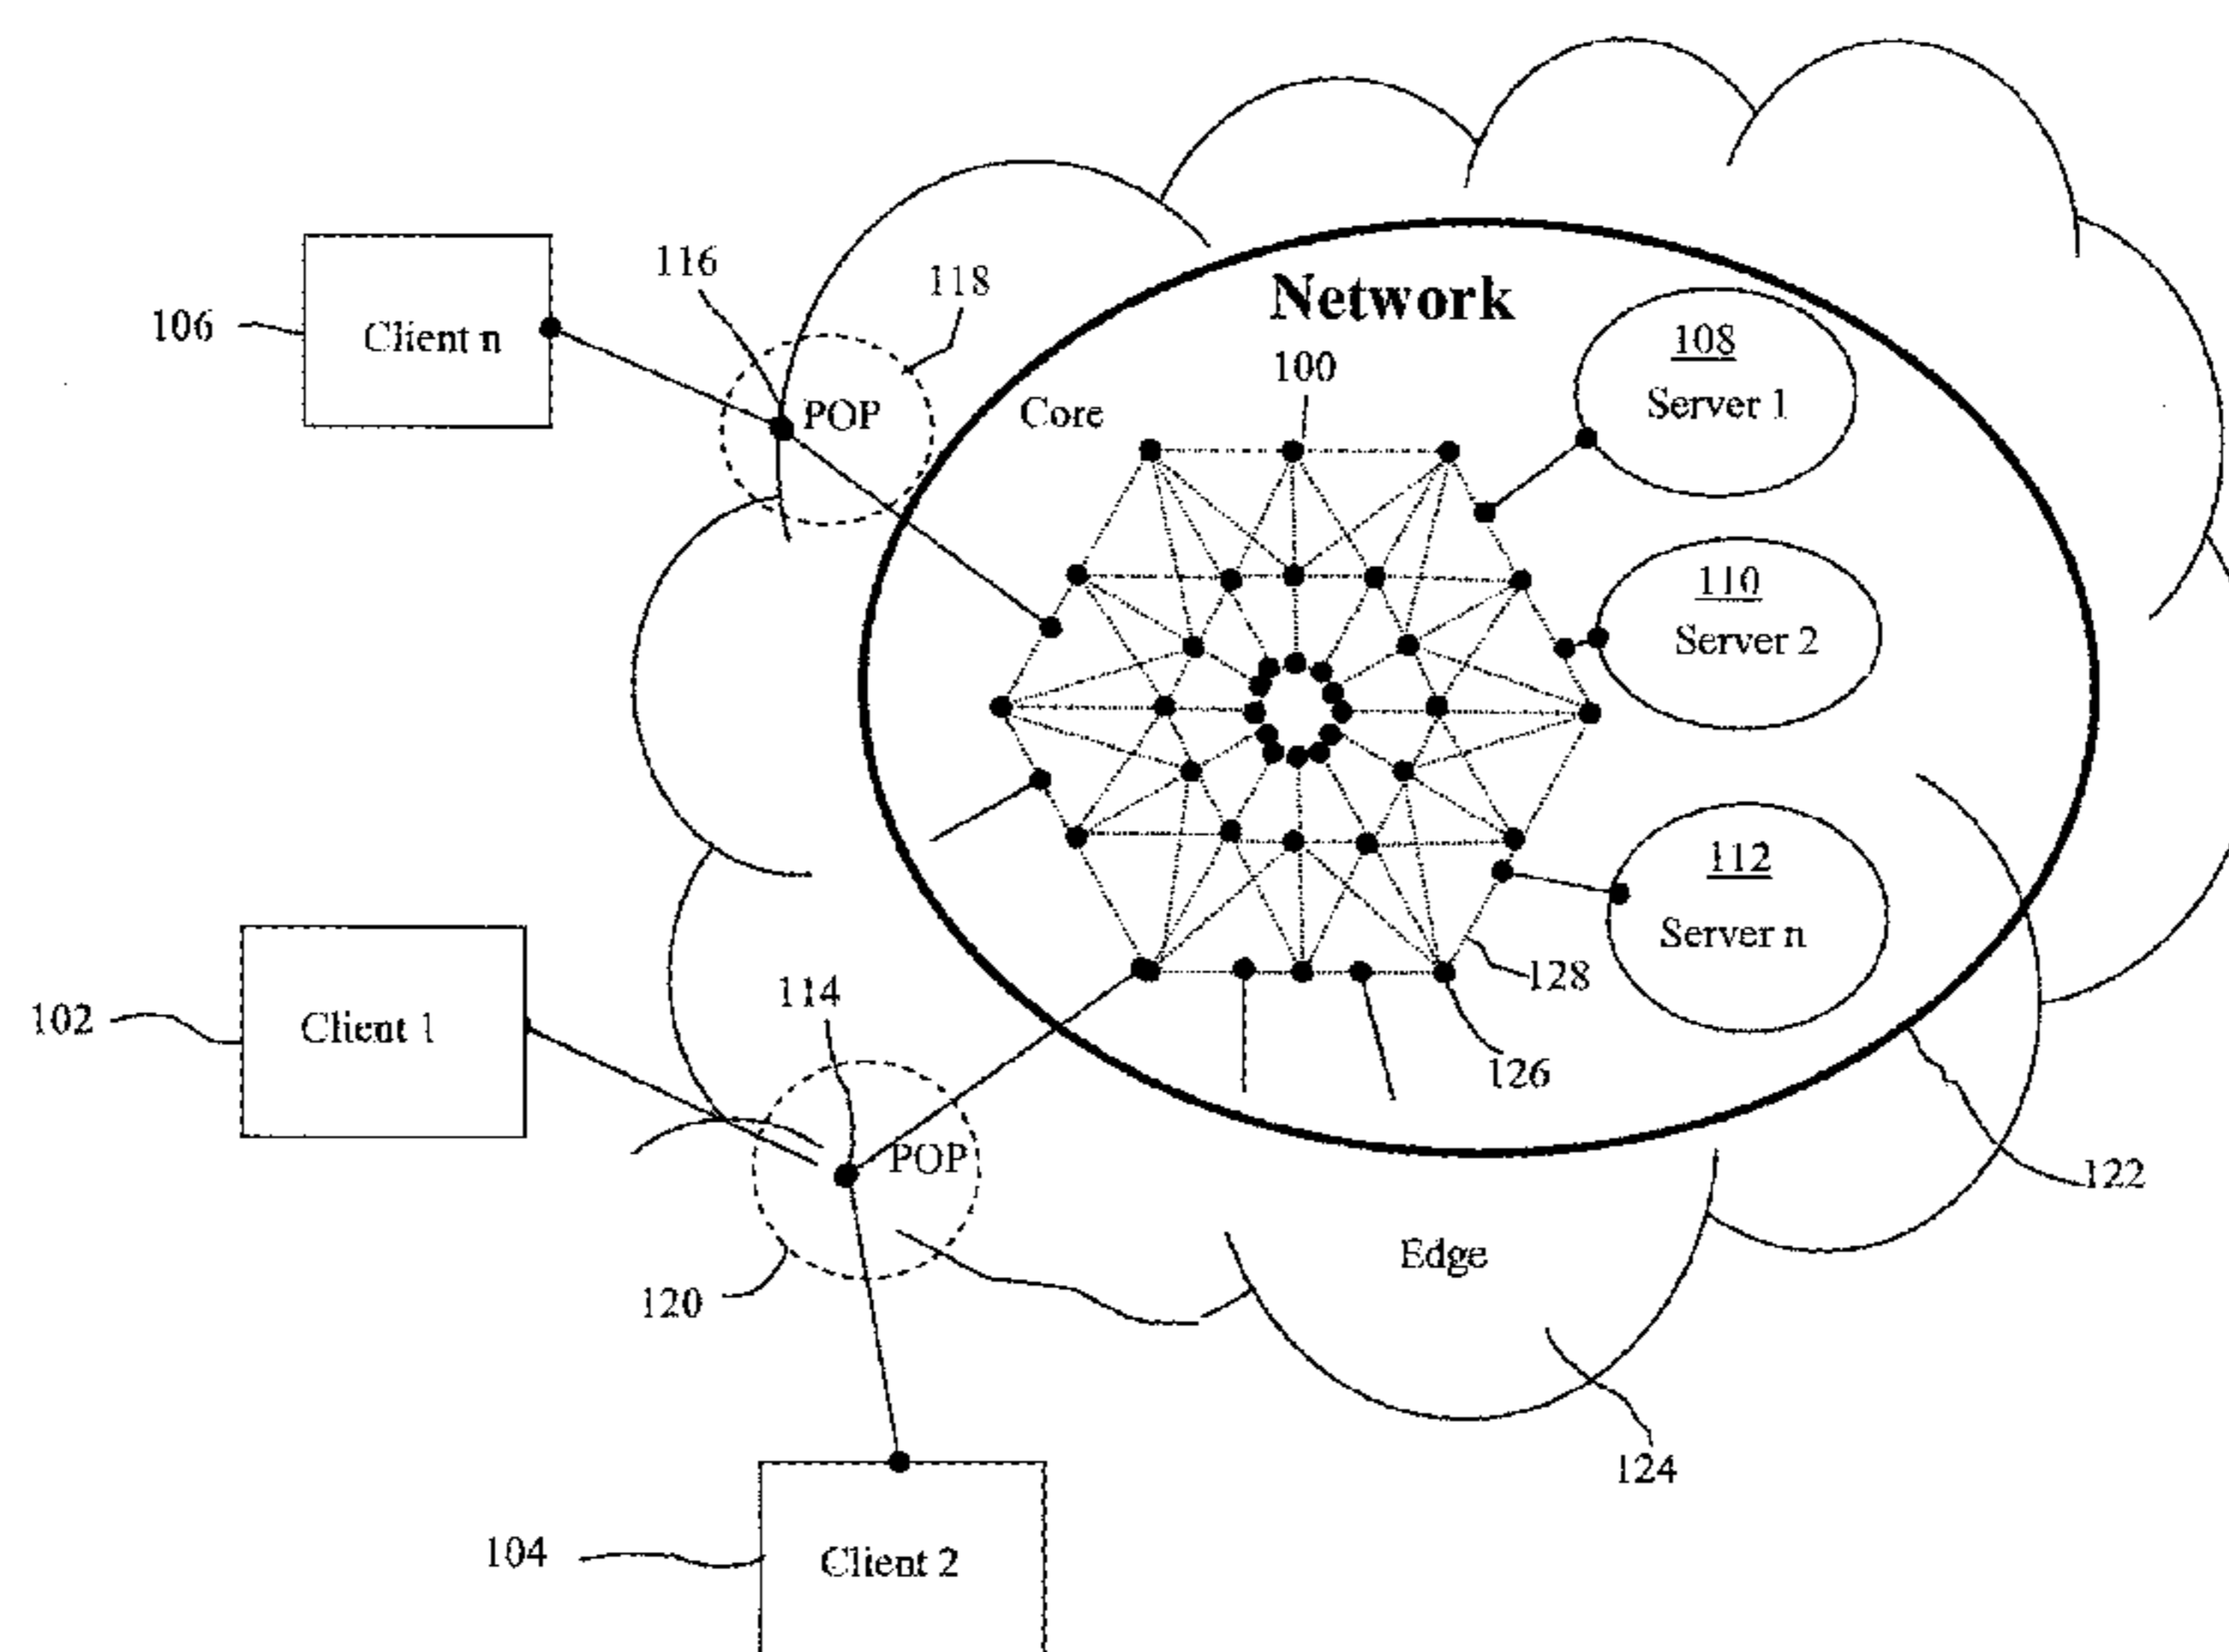 Network
116
118
100
108
Server 1
106
Client n
POP
Core
110
Server 2
112
Server n
128
126
102
Client 1
114
POP
122
Edge
120
124
104
Client 2